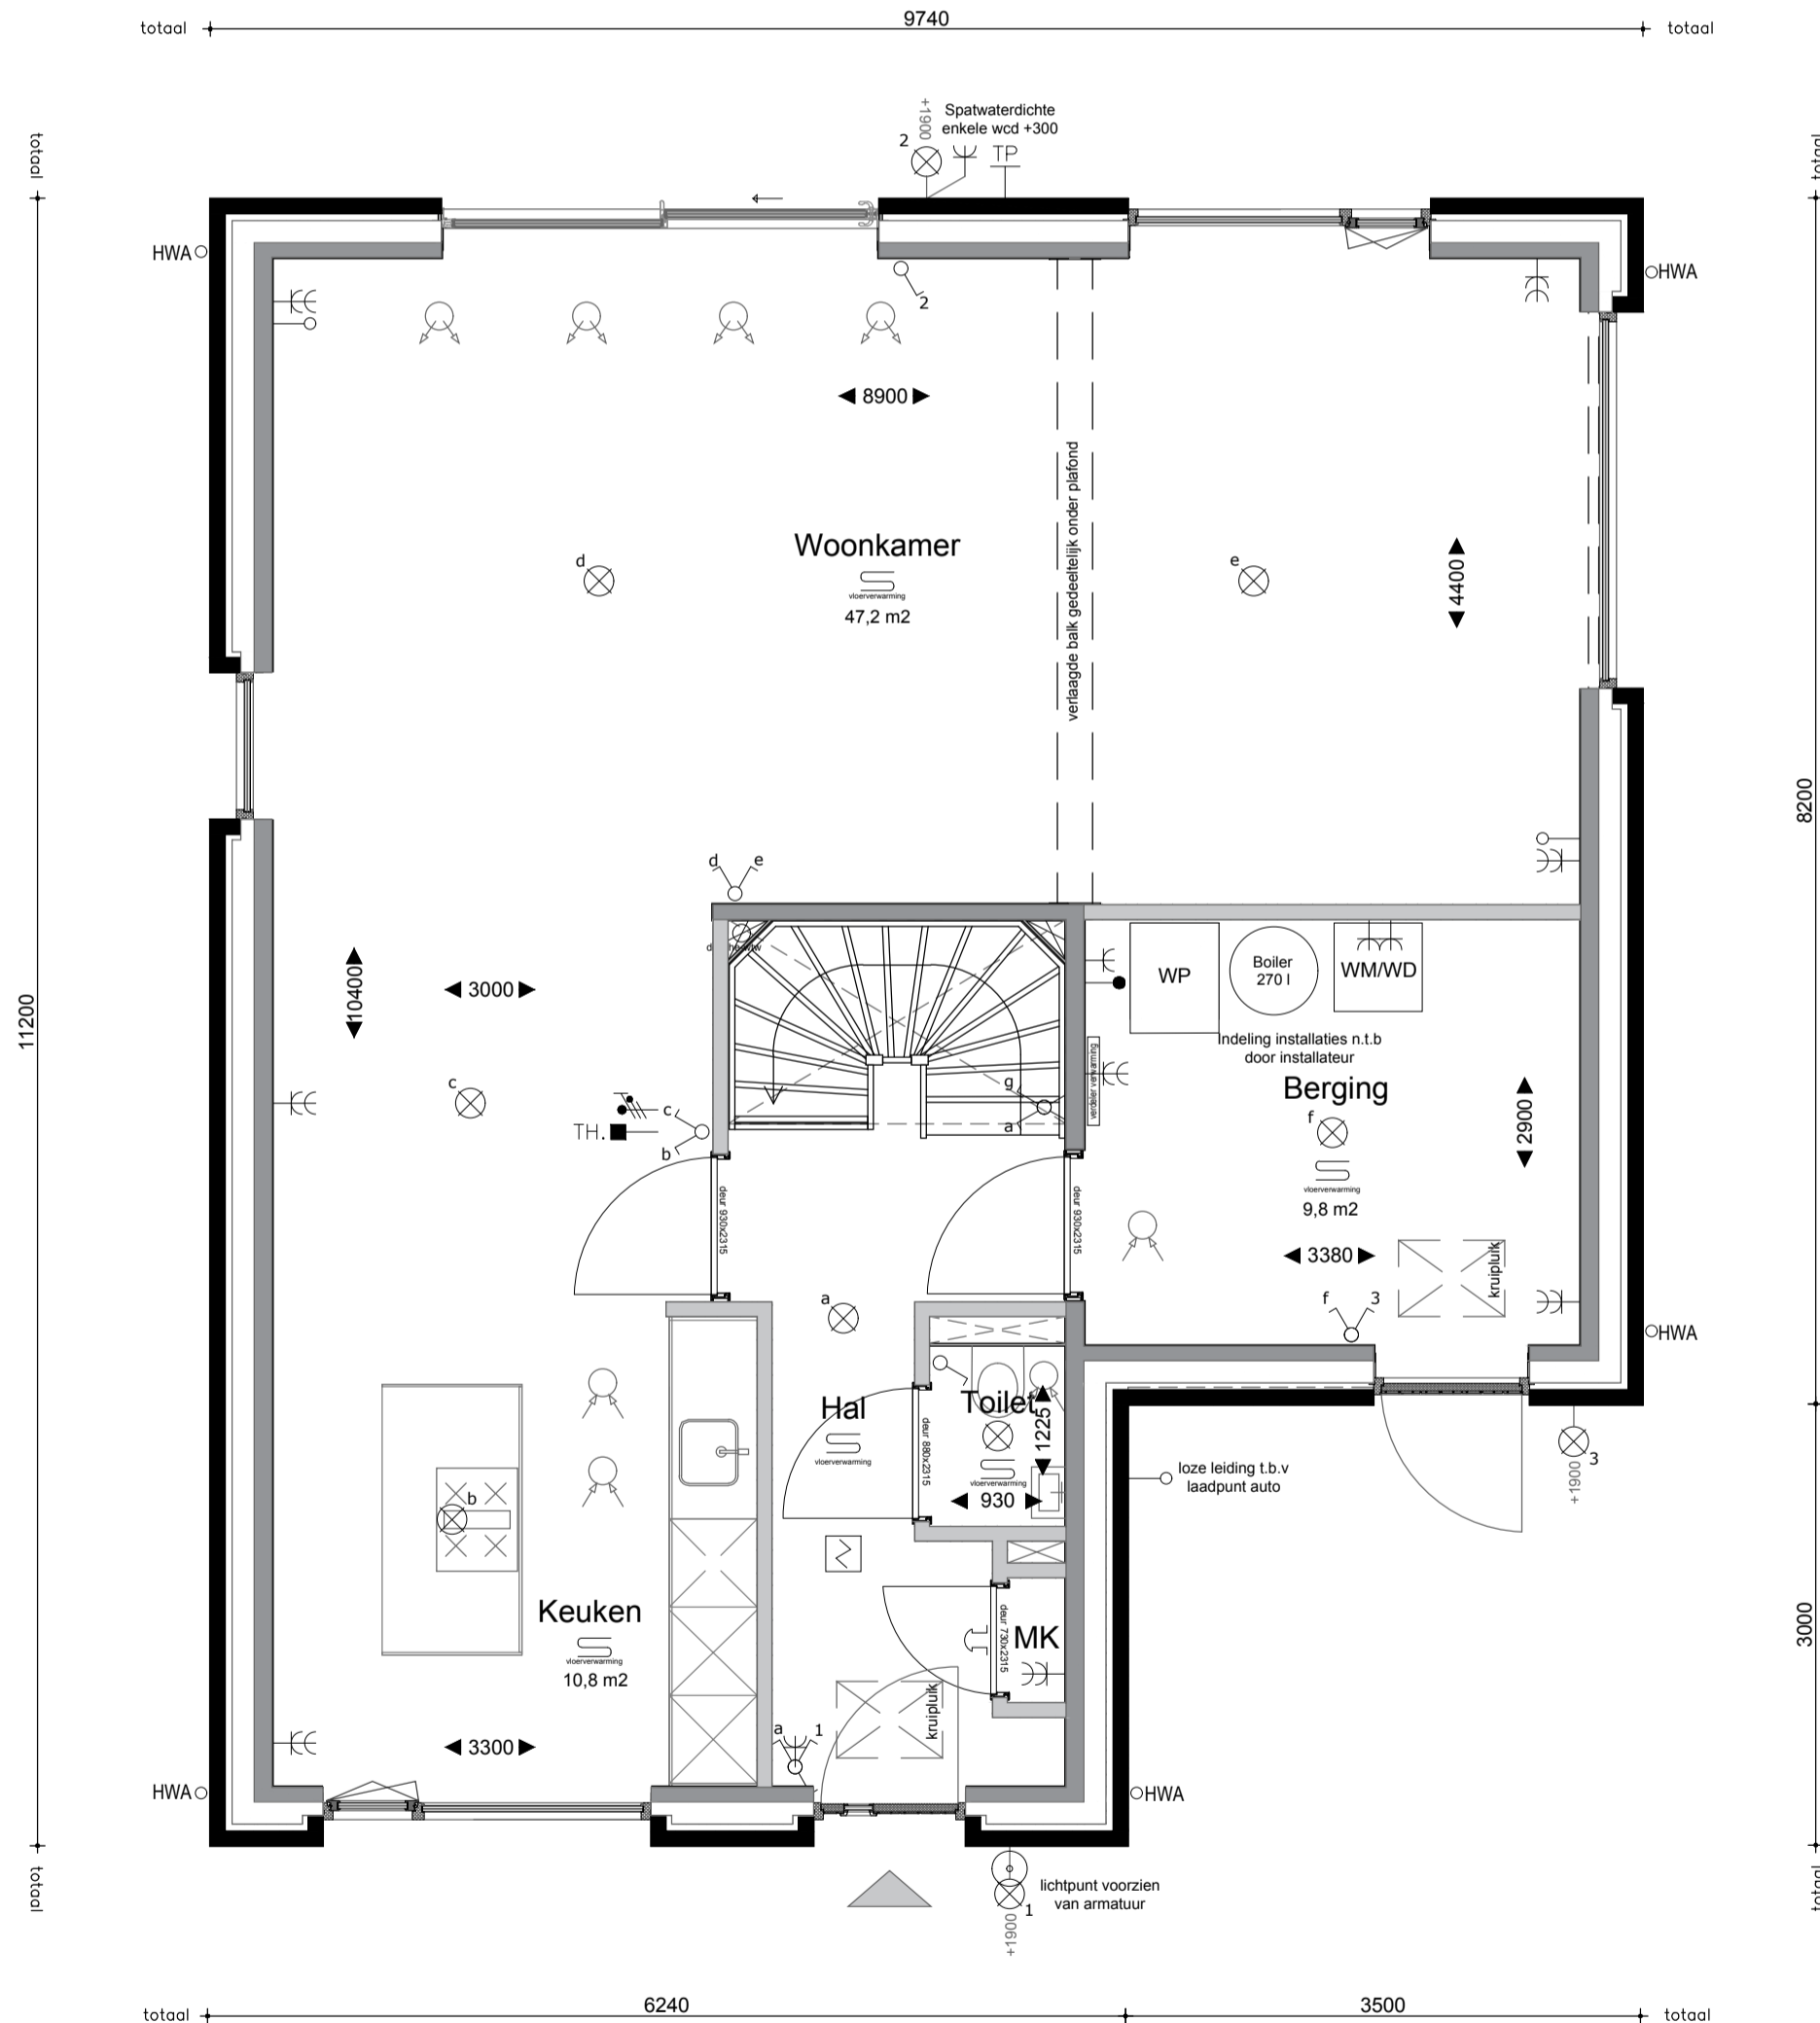 totaal 9740 totaal
totaal
totaal
+1900
Spatwaterdichte
enkele wcd +300
2
TP
HWA
HWA
2
8900
verlaagde balk gedeeltelijk onder plafond
Woonkamer
d
e
vloerverwarming
47,2 m2
4400
8200
d e
11200
10400
3000
WP
Boiler
270 l
WM/WD
Indeling installaties n.t.b
door installateur
Berging
verdeler verwarming
c
c
TH.
b
g
a
f
2900
vloerverwarming
9,8 m2
deur 930x2315
deur 930x2315
3380
kruipluik
a
f 3
HWA
Hal
vloerverwarming
deur 880x2315
Toilet
1225
vloerverwarming
930
loze leiding t.b.v
laadpunt auto
+1900
3
b
Keuken
vloerverwarming
10,8 m2
deur 730x2315
MK
3000
kruipluik
a 1
3300
HWA
HWA
totaal
totaal
lichtpunt voorzien
van armatuur
1
+1900
totaal 6240 3500 totaal